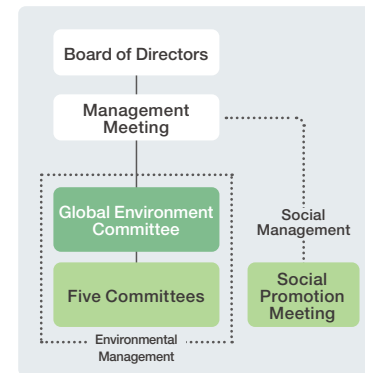 Board of Directors
Management
Meeting
Global Environment
Committee
Social
Management
Five Committees
Social
Promotion
Meeting
Environmental
Management